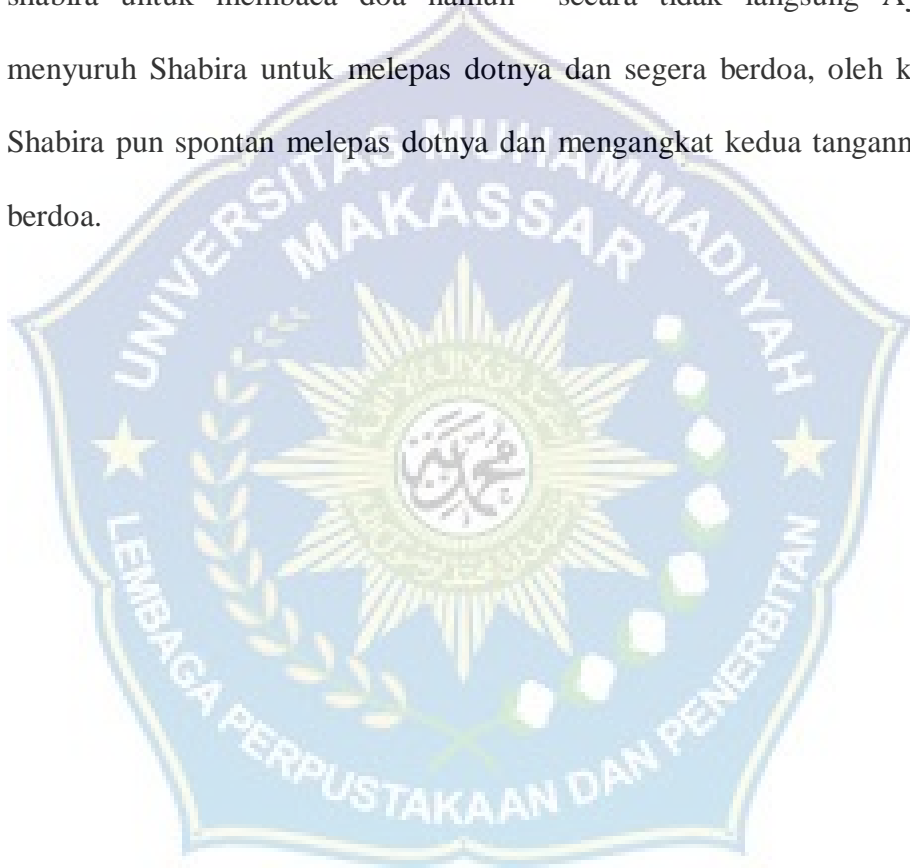 shabira untuk membaca doa namun secara tidak langsung
menyuruh Shabira untuk melepas dotnya dan segera berdoa, oleh
Shabira pun spontan melepas dotnya dan mengangkat kedua
berdoa.
UNIVERSITAS MUHAMMADIYAH
MAKASSAR
محمد
LEMBAGA PERPUSTAKAAN DAN PENERBITAN